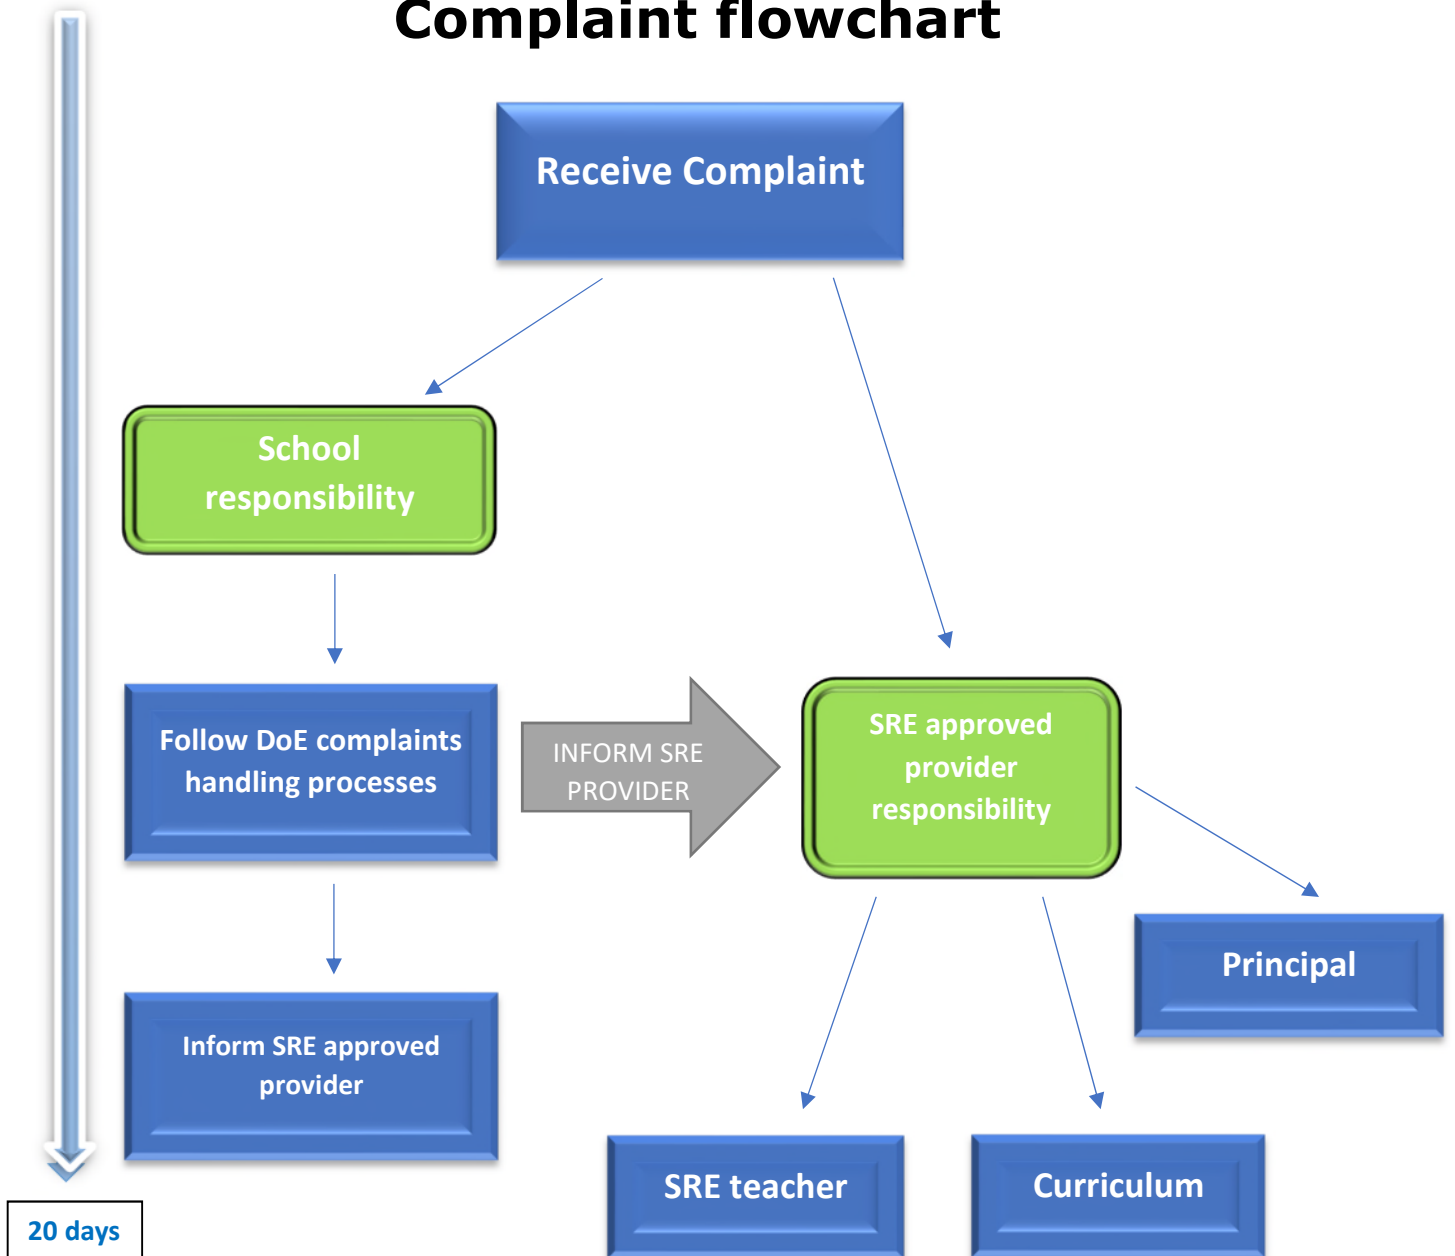 Complaint flowchart
Receive Complaint
School
responsibility
Follow DoE complaints
handling processes
INFORM SRE
PROVIDER
SRE approved
provider
responsibility
Principal
Inform SRE approved
provider
SRE teacher
Curriculum
20 days